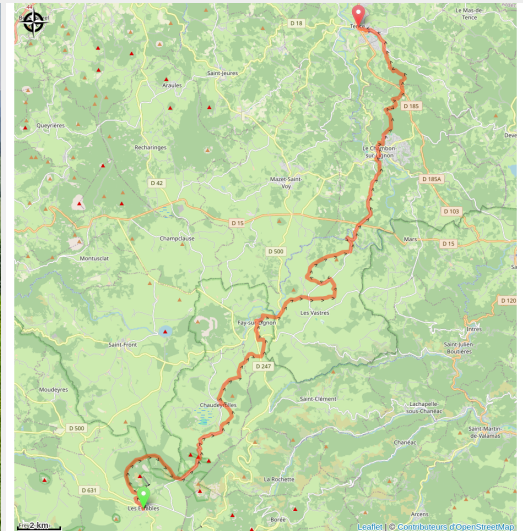 Le Mas-de-
Tence
D 18
Saint-Jeures
Araules
D 185
Queyrières
Recharinges
Le Chambon-
sur-Lignon
D 42
Mazet-Saint-
Voy
D 185A
D 15
D 103
Champclause
D 500
Mars
D 15
Montusclat
D 120
Les Vastres
Fay-sur-Lignon
Intres
Saint-Front
Saint-Julien-
Boutières
D 247
Moudeyres
Saint-Clément
Chaudeyrolles
Lachapelle-
sous-Chanéac
D 500
Saint-Martin-
de-Valamas
Chanéac
La Rochette
D 631
Les Estables
Borée
Arcens
2 km
Leaflet | © Contributeurs d'OpenStreetMap